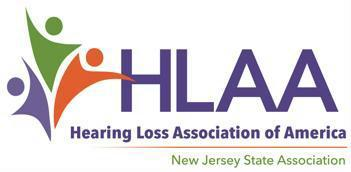 HLAA
Hearing Loss Association of America
New Jersey State Association